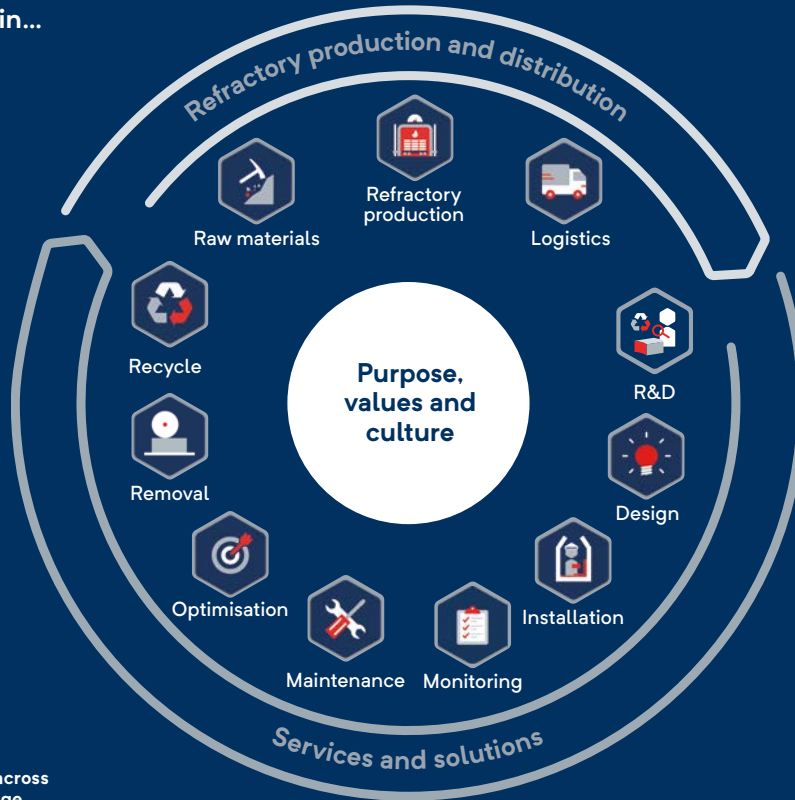 in...
Refractory production and distribution
Refractory
production
Raw materials
Logistics
Recycle
R&D
Purpose,
values and
culture
Removal
Design
Optimisation
Installation
Maintenance
Monitoring
Services and solutions
across